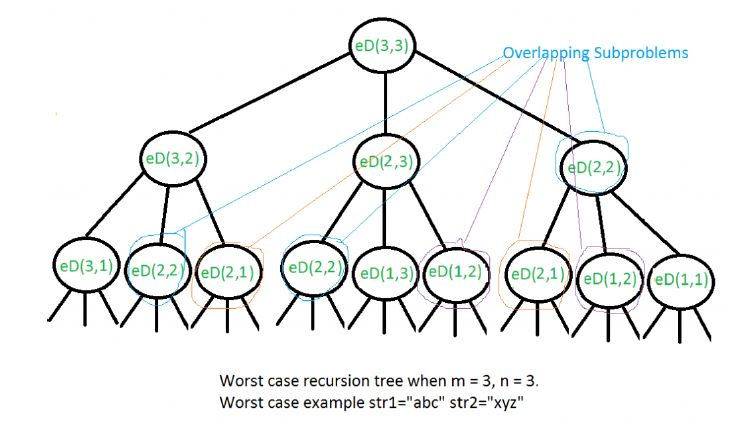 eD(3,3)
Overlapping Subproblems
eD(3,2) eD(2,3) eD(2,2)
eD(3,1) eD(2,2) eD(2,1) eD(2,2) eD(1,3) eD(1,2) eD(2,1) eD(1,2) eD(1,1)
Worst case recursion tree when m = 3, n = 3.
Worst case example str1="abc" str2="xyz"